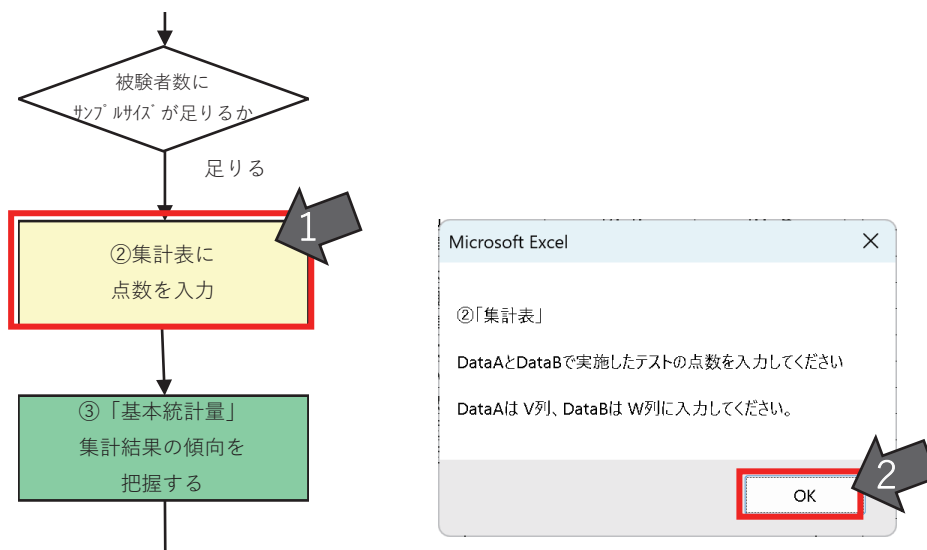 被験者数に
ｻﾝﾌﾟﾙｻｲｽﾞが足りるか
足りる
1
②集計表に
点数を入力
③「基本統計量」
集計結果の傾向を
把握する
Microsoft Excel
②「集計表」
DataAとDataBで実施したテストの点数を入力してください
DataAは V列、DataBは W列に入力してください。
OK
2